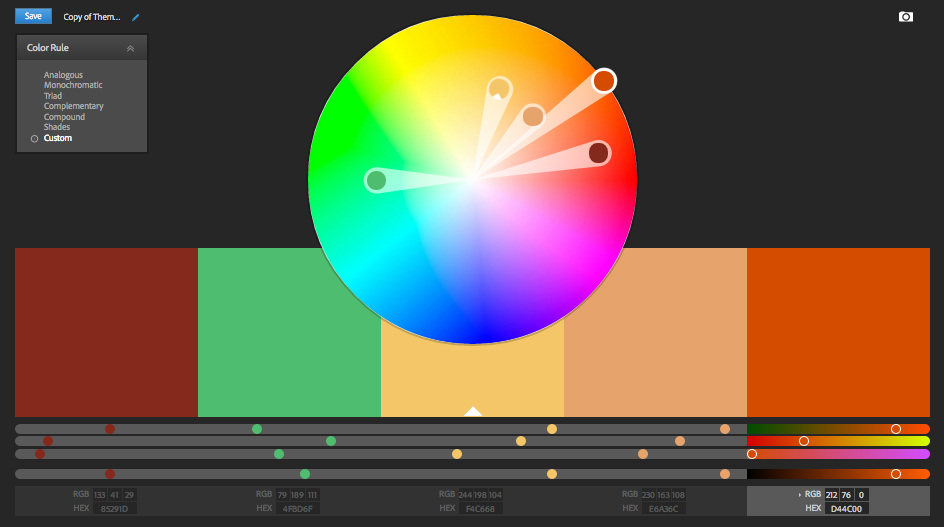 Save Copy of Them...
Color Rule
Analogous
Monochromatic
Triad
Complementary
Compound
Shades
Custom
RGB 133 41 29 RGB 79 189 111 RGB 244 198 104 RGB 230 163 108 RGB 212 76 0
HEX 85291D HEX 4FBD6F HEX F4C668 HEX E6A36C HEX D44C00